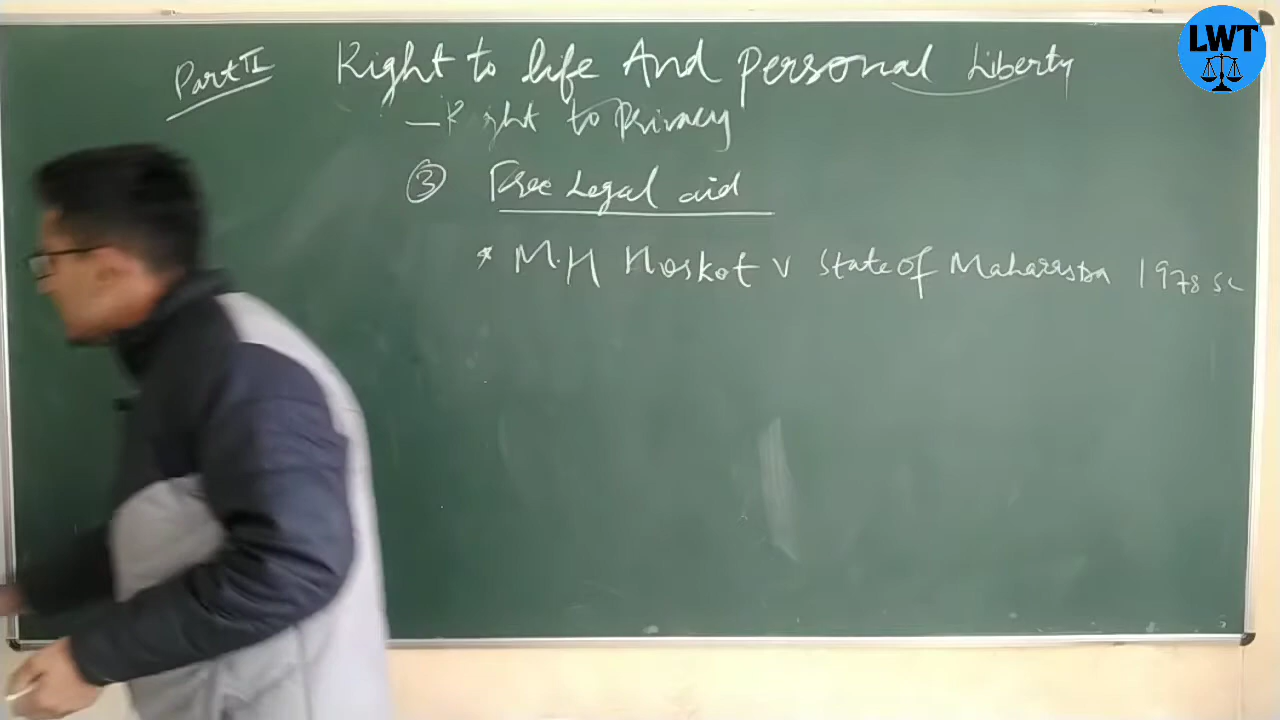 Part II Right to life And Personal Liberty
– Right to Privacy
③ Free Legal aid
* M.H Hoskot v State of Maharastra 1978 SC
LWT